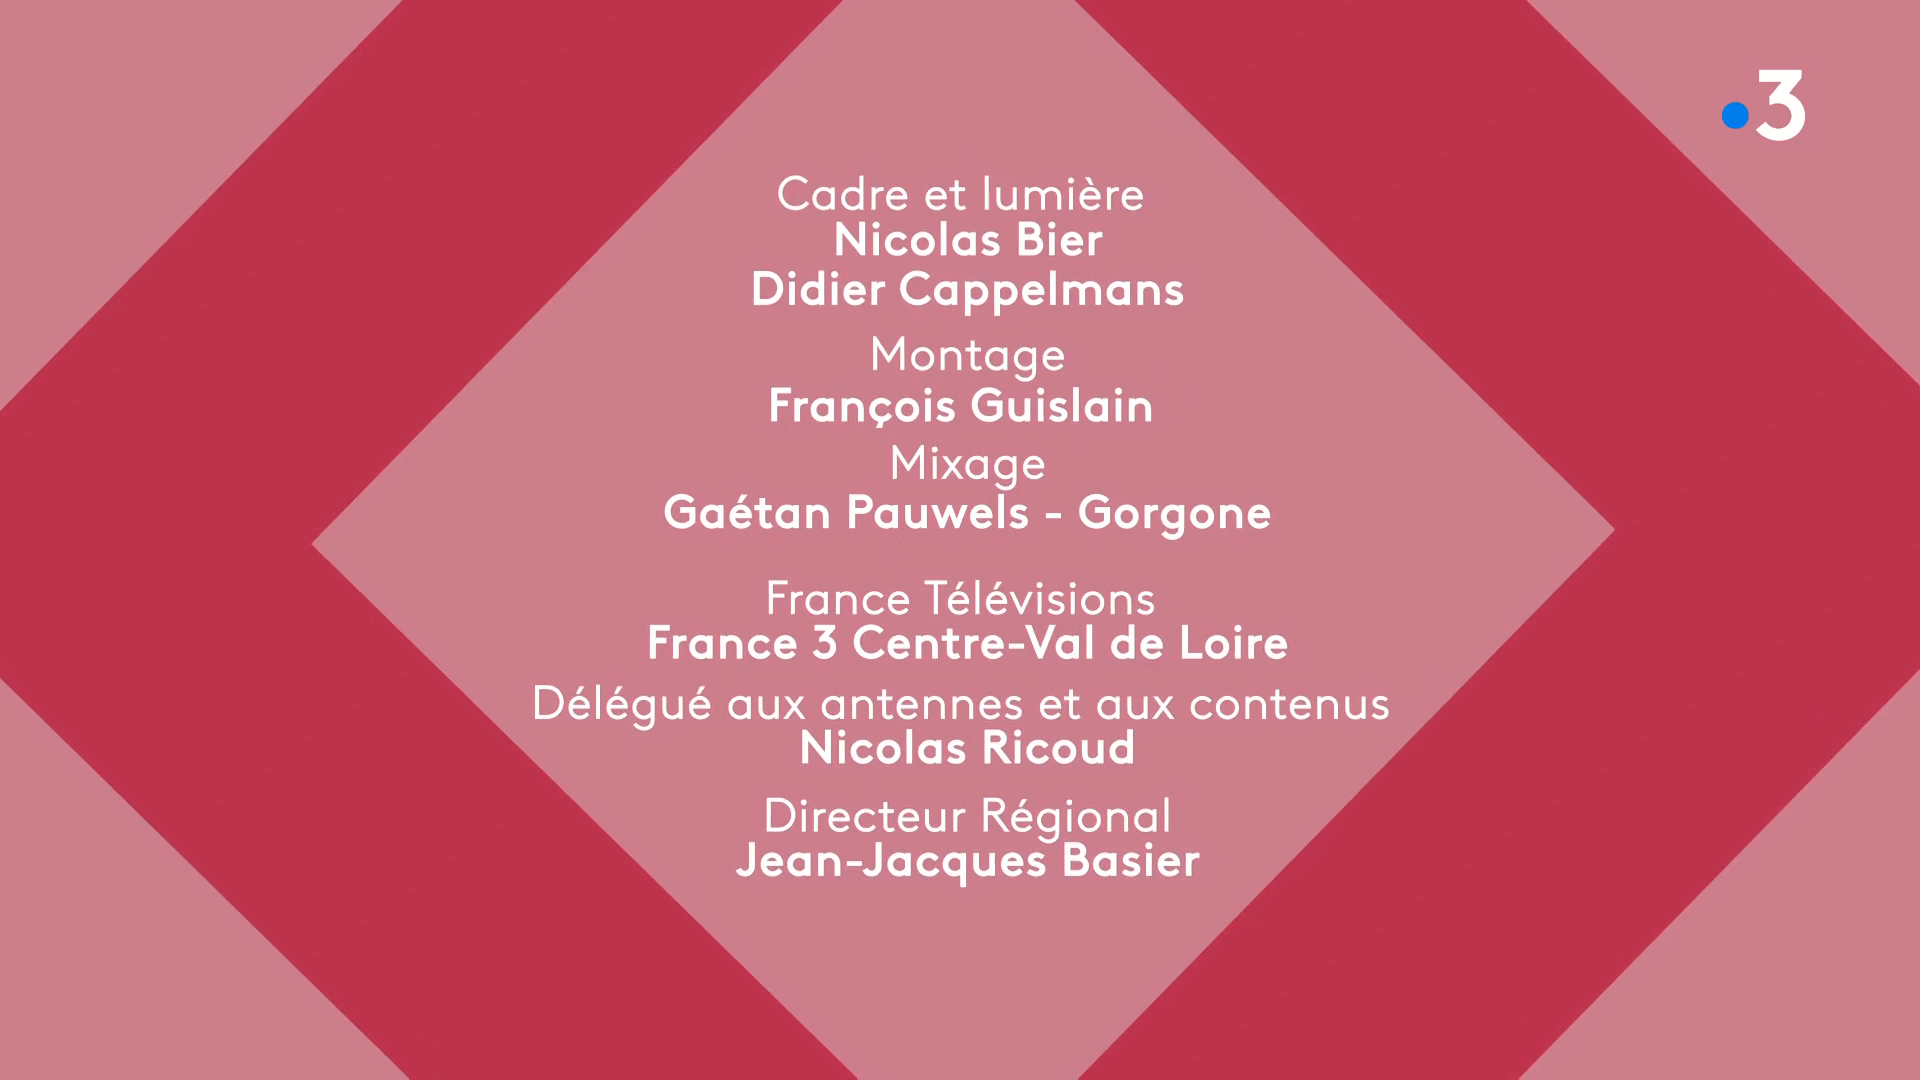 .3
Cadre et lumière
Nicolas Bier
Didier Cappelmans
Montage
François Guislain
Mixage
Gaétan Pauwels - Gorgone
France Télévisions
France 3 Centre-Val de Loire
Délégué aux antennes et aux contenus
Nicolas Ricoud
Directeur Régional
Jean-Jacques Basier